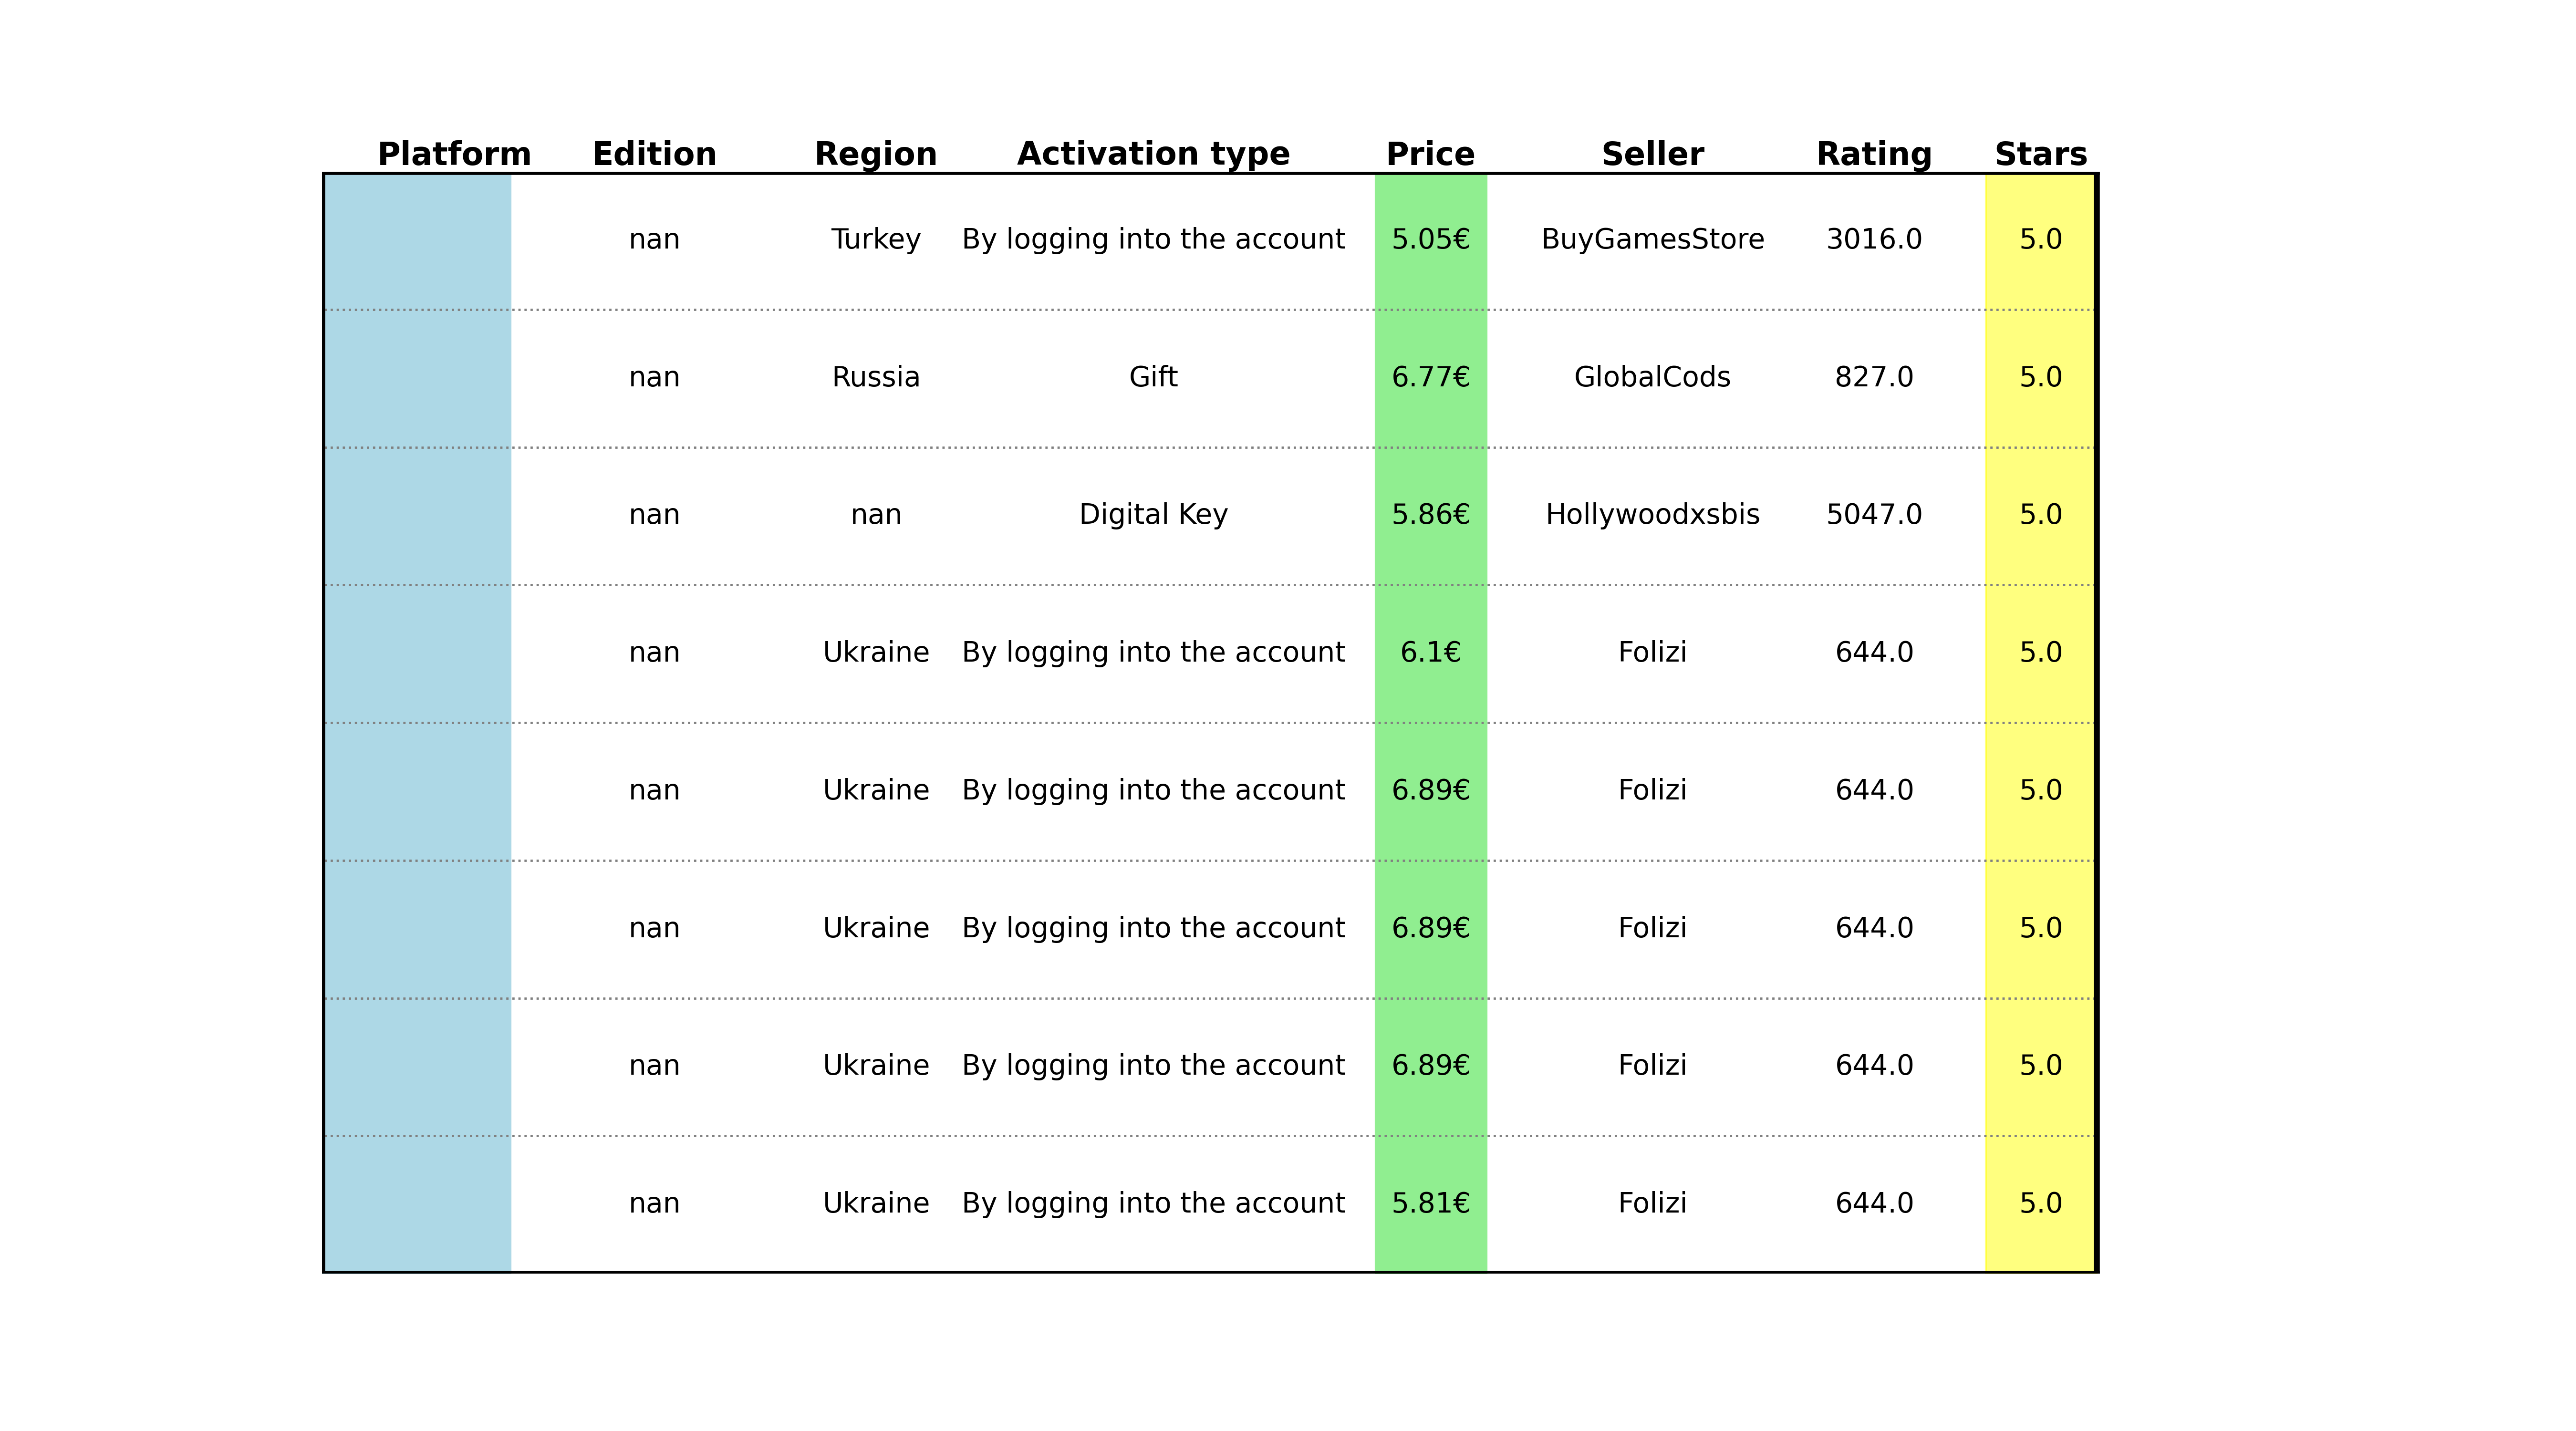 Platform Edition Region Activation type Price Seller Rating Stars
nan Turkey By logging into the account 5.05€ BuyGamesStore 3016.0 5.0
nan Russia Gift 6.77€ GlobalCods 827.0 5.0
nan nan Digital Key 5.86€ Hollywoodxsbis 5047.0 5.0
nan Ukraine By logging into the account 6.1€ Folizi 644.0 5.0
nan Ukraine By logging into the account 6.89€ Folizi 644.0 5.0
nan Ukraine By logging into the account 6.89€ Folizi 644.0 5.0
nan Ukraine By logging into the account 6.89€ Folizi 644.0 5.0
nan Ukraine By logging into the account 5.81€ Folizi 644.0 5.0